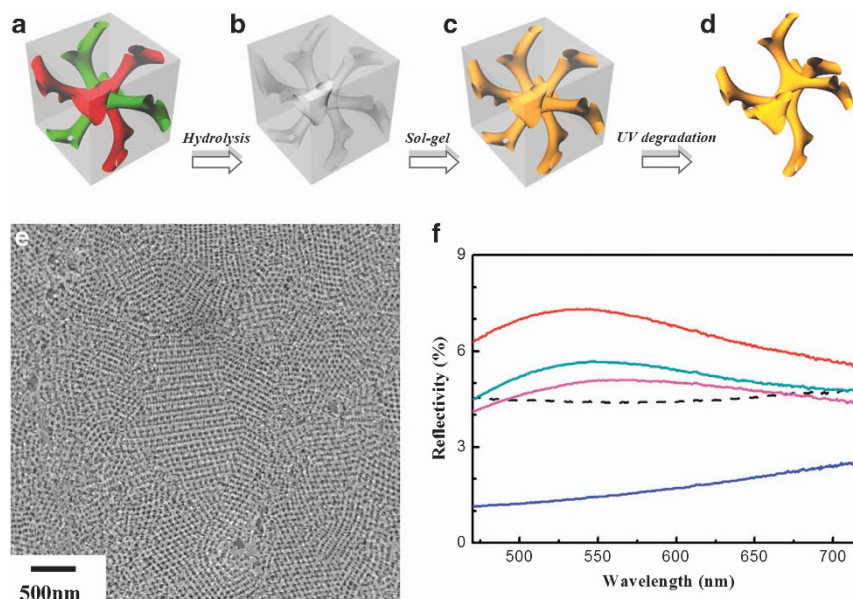 a
b
c
d
Hydrolysis
Sol-gel
UV degradation
e
500nm
f
9
6
3
0
Reflectivity (%)
500
550
600
650
700
Wavelength (nm)